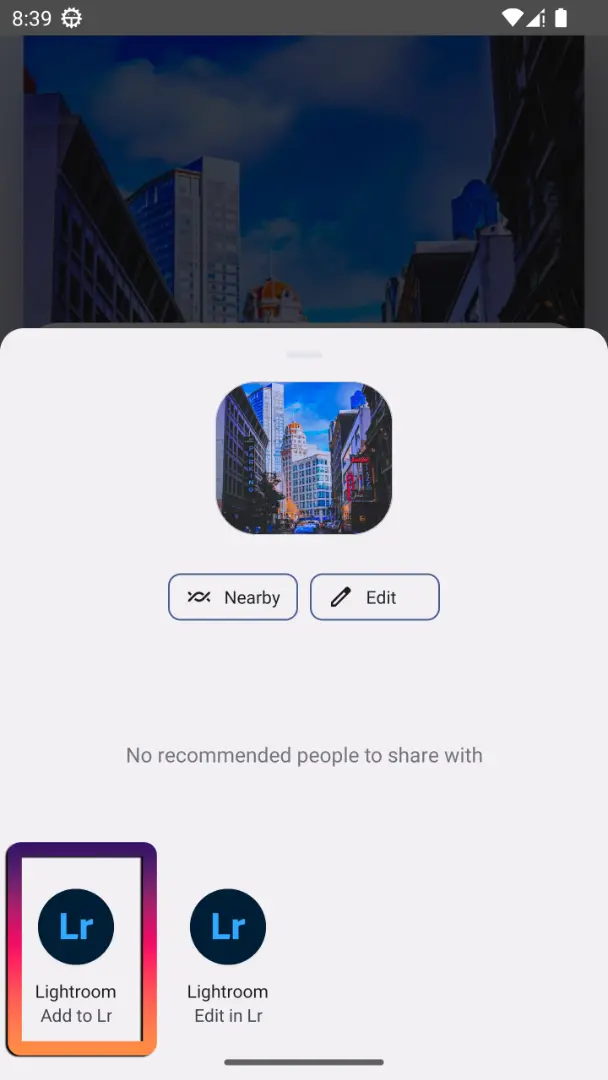 8:39
PARKING
Nearby
Edit
No recommended people to share with
Lr
Lr
Lightroom
Lightroom
Add to Lr
Edit in Lr